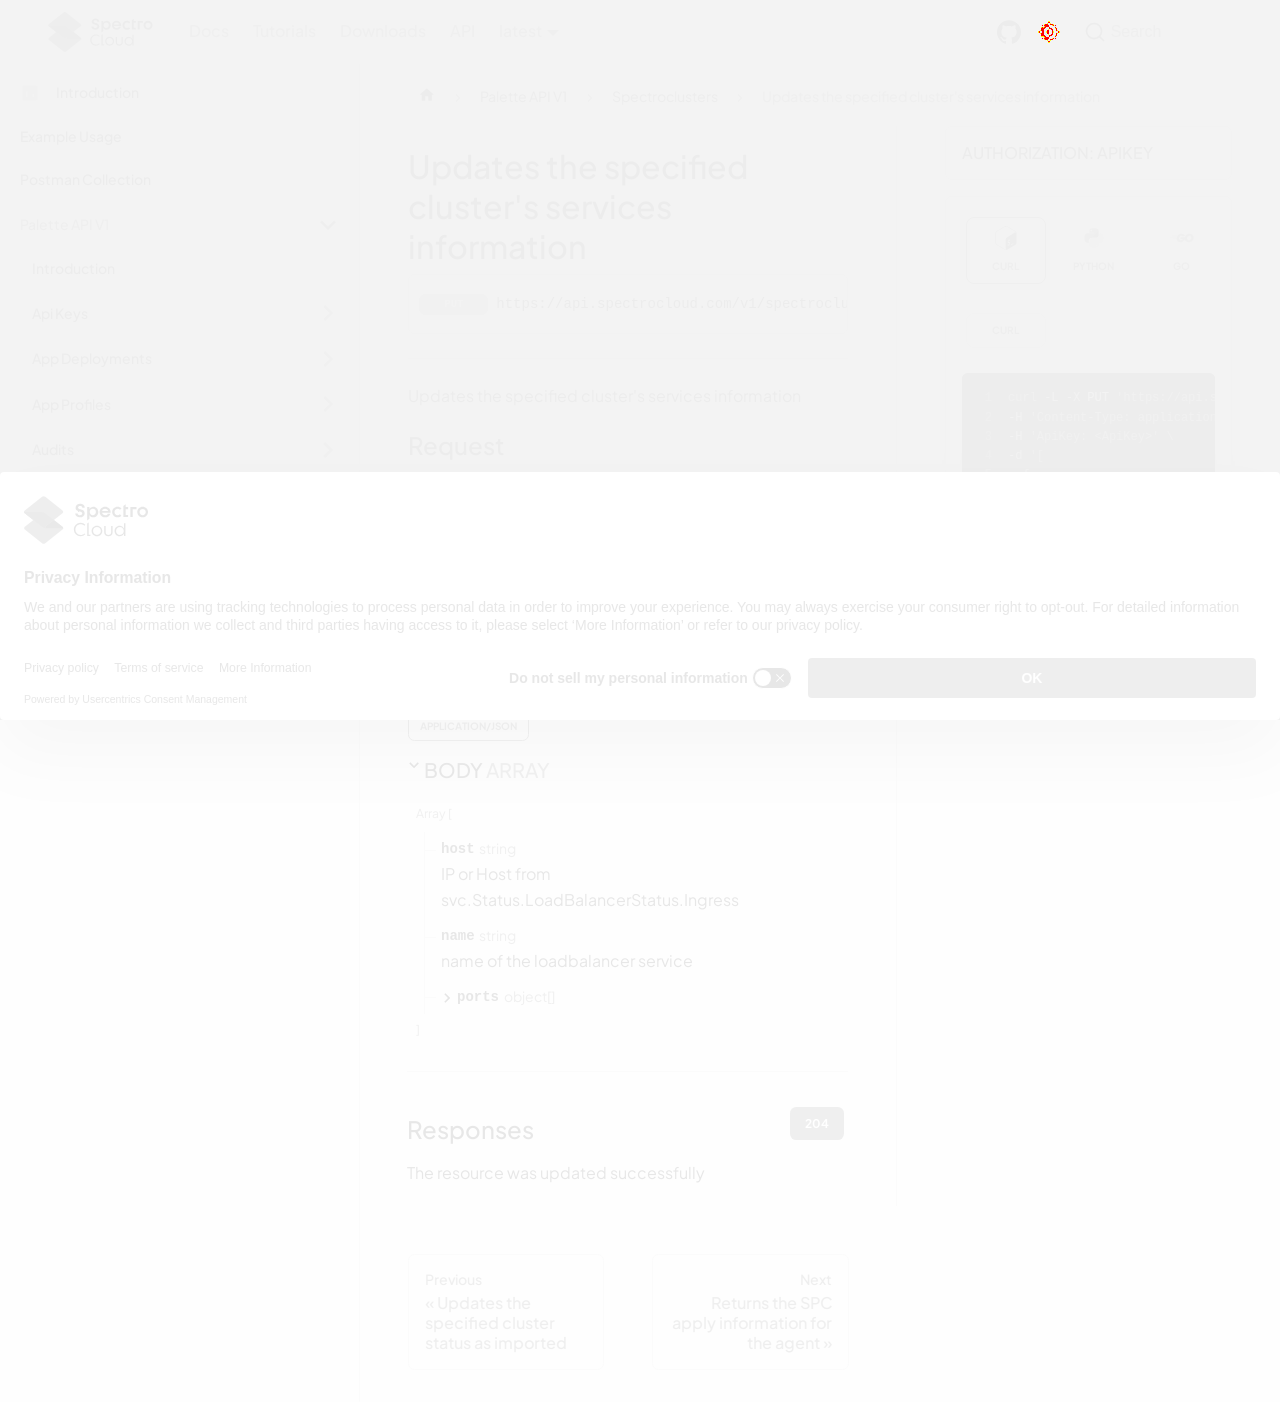 Spectro
Cloud
Docs Tutorials Downloads API latest
Search
Introduction
Example Usage
Postman Collection
Palette API V1
Introduction
Api Keys
App Deployments
App Profiles
Audits
Palette API V1
Spectroclusters
Updates the specified cluster's services information
Updates the specified
cluster's services
information
https://api.spectrocloud.com/v1/spectroclu
Updates the specified cluster's services information
Request
AUTHORIZATION: APIKEY
CURL PYTHON GO
CURL
Spectro
Cloud
Privacy Information
We and our partners are using tracking technologies to process personal data in order to improve your experience. You may always exercise your consumer right to opt-out. For detailed information
about personal information we collect and third parties having access to it, please select 'More Information' or refer to our privacy policy.
Privacy policy Terms of service More Information
Powered by Usercentrics Consent Management
Do not sell my personal information
OK
APPLICATION/JSON
BODY ARRAY
Array [
host string
IP or Host from
svc.Status.LoadBalancerStatus.Ingress
name string
name of the loadbalancer service
ports object[]
]
Responses
204
The resource was updated successfully
Previous
« Updates the
specified cluster
status as imported
Next
Returns the SPC
apply information for
the agent »